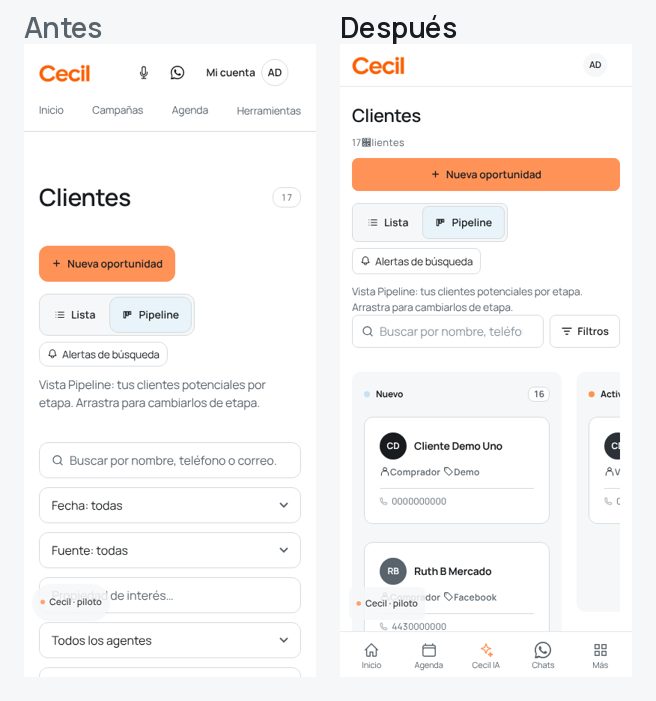 Antes
Cecil
Mi cuenta
AD
Inicio
Campañas
Agenda
Herramientas
Clientes
17
+ Nueva oportunidad
Lista
Pipeline
Alertas de búsqueda
Vista Pipeline: tus clientes potenciales por
etapa. Arrastra para cambiarlos de etapa.
Buscar por nombre, teléfono o correo.
Fecha: todas
Fuente: todas
Propiedad de interés...
Cecil · piloto
Todos los agentes
Después
Cecil
AD
Clientes
17 lientes
+ Nueva oportunidad
Lista
Pipeline
Alertas de búsqueda
Vista Pipeline: tus clientes potenciales por etapa.
Arrastra para cambiarlos de etapa.
Buscar por nombre, teléfo
Filtros
Nuevo
16
CD
Cliente Demo Uno
Comprador
Demo
0000000000
RB
Ruth B Mercado
Comprador
Facebook
4430000000
Cecil · piloto
Activ
Inicio
Agenda
Cecil IA
Chats
Más